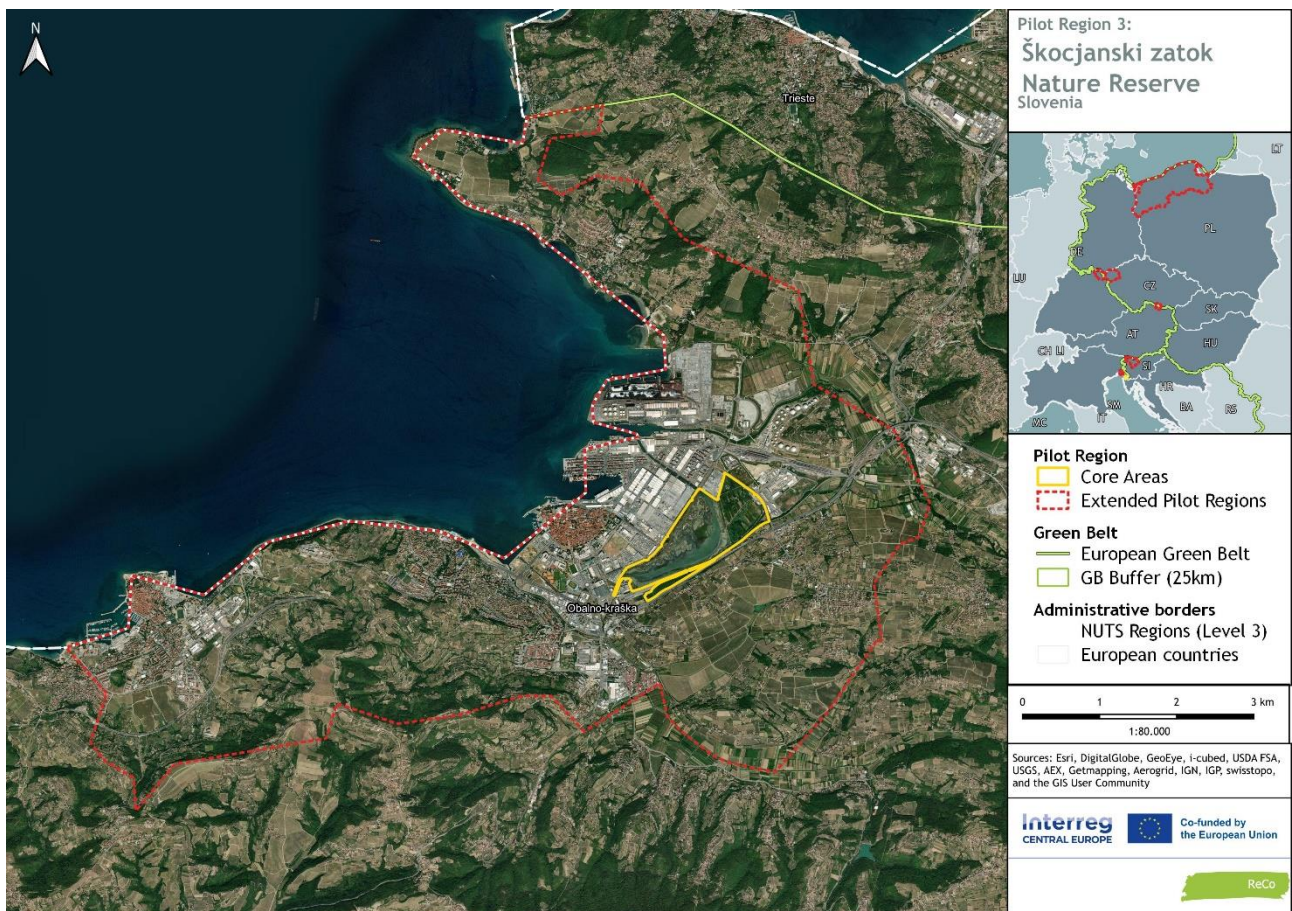 N
Trieste
Obalno-kraška
Pilot Region 3:
Škocjanski zatok
Nature Reserve
Slovenia
LT
PL
DE
LU
CZ
SK
AT
HU
CH LI
SI
HR
SM
BA
RS
MC
IT
Pilot Region
Core Areas
Extended Pilot Regions
Green Belt
European Green Belt
GB Buffer (25km)
Administrative borders
NUTS Regions (Level 3)
European countries
0 1 2 3 km
1:80.000
Sources: Esri, DigitalGlobe, GeoEye, i-cubed, USDA FSA,
USGS, AEX, Getmapping, Aerogrid, IGN, IGP, swisstopo,
and the GIS User Community
Interreg
CENTRAL EUROPE
Co-funded by
the European Union
ReCo